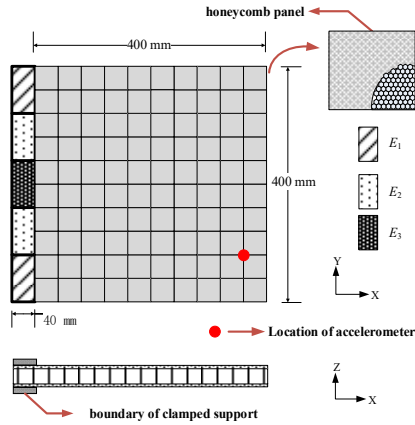 honeycomb panel
400 mm
E1
E2
400 mm
E3
Y
X
40 mm
Location of accelerometer
Z
X
boundary of clamped support